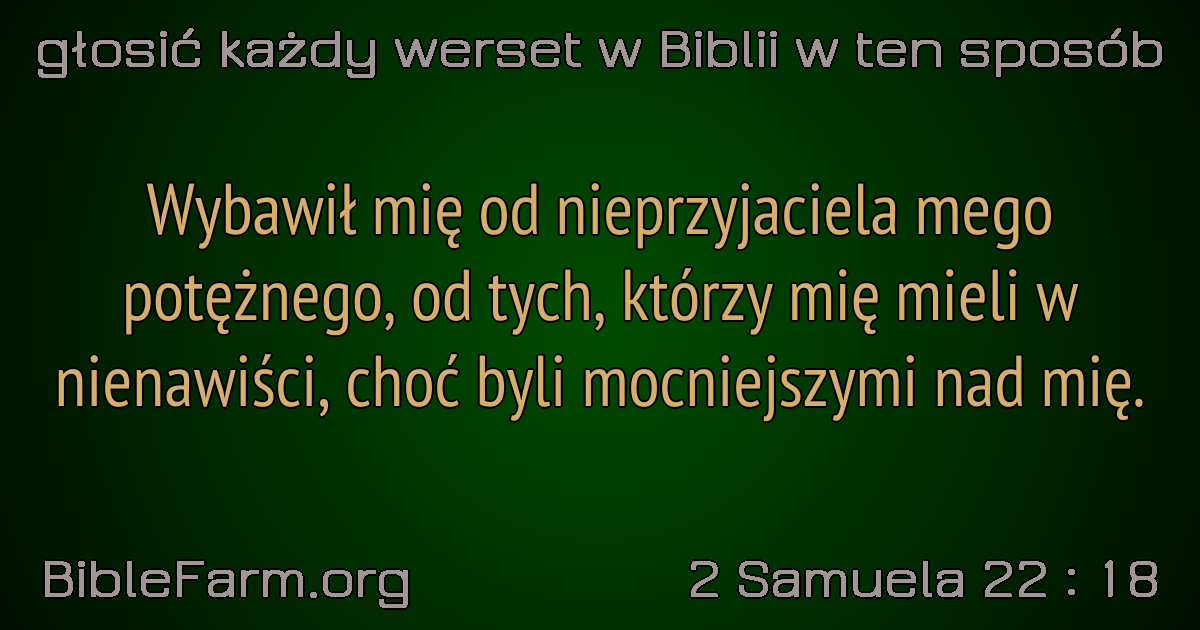 głosić każdy werset w Biblii w ten sposób
Wybawił mię od nieprzyjaciela mego
potężnego, od tych, którzy mię mieli w
nienawiści, choć byli mocniejszymi nad mię.
BibleFarm.org
2 Samuela 22 : 18